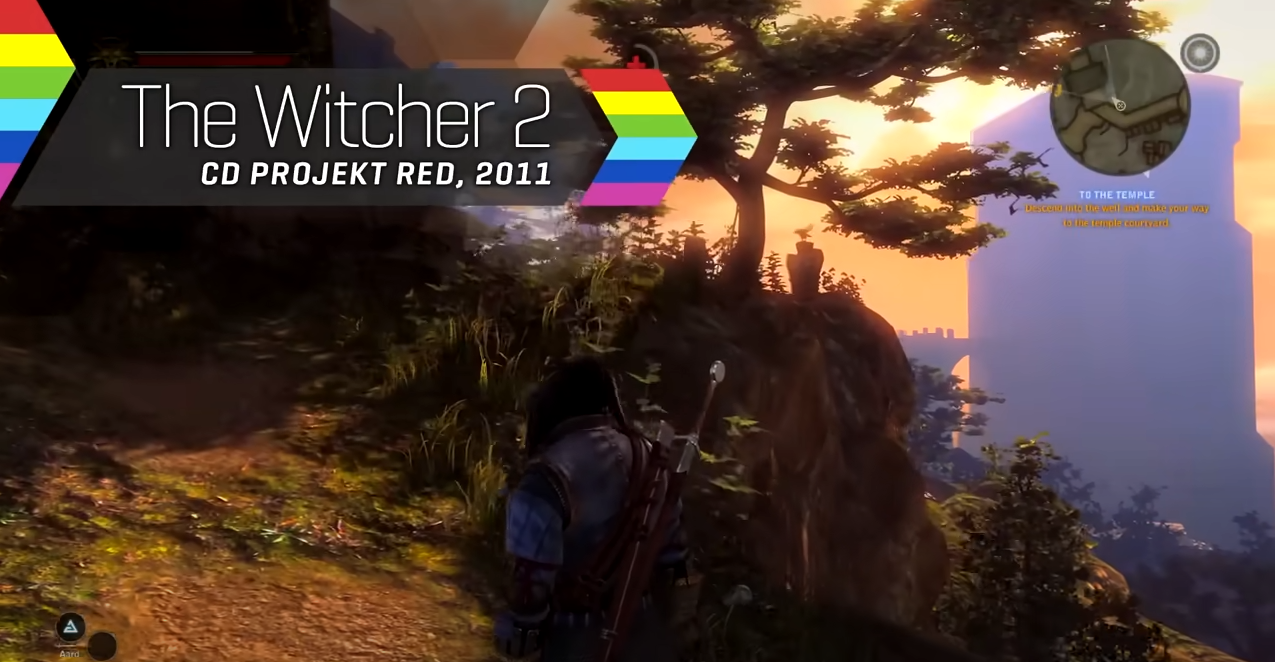 The Witcher 2
CD PROJEKT RED, 2011
TO THE TEMPLE
Descend into the well and make your way
to the temple courtyard.
Aard